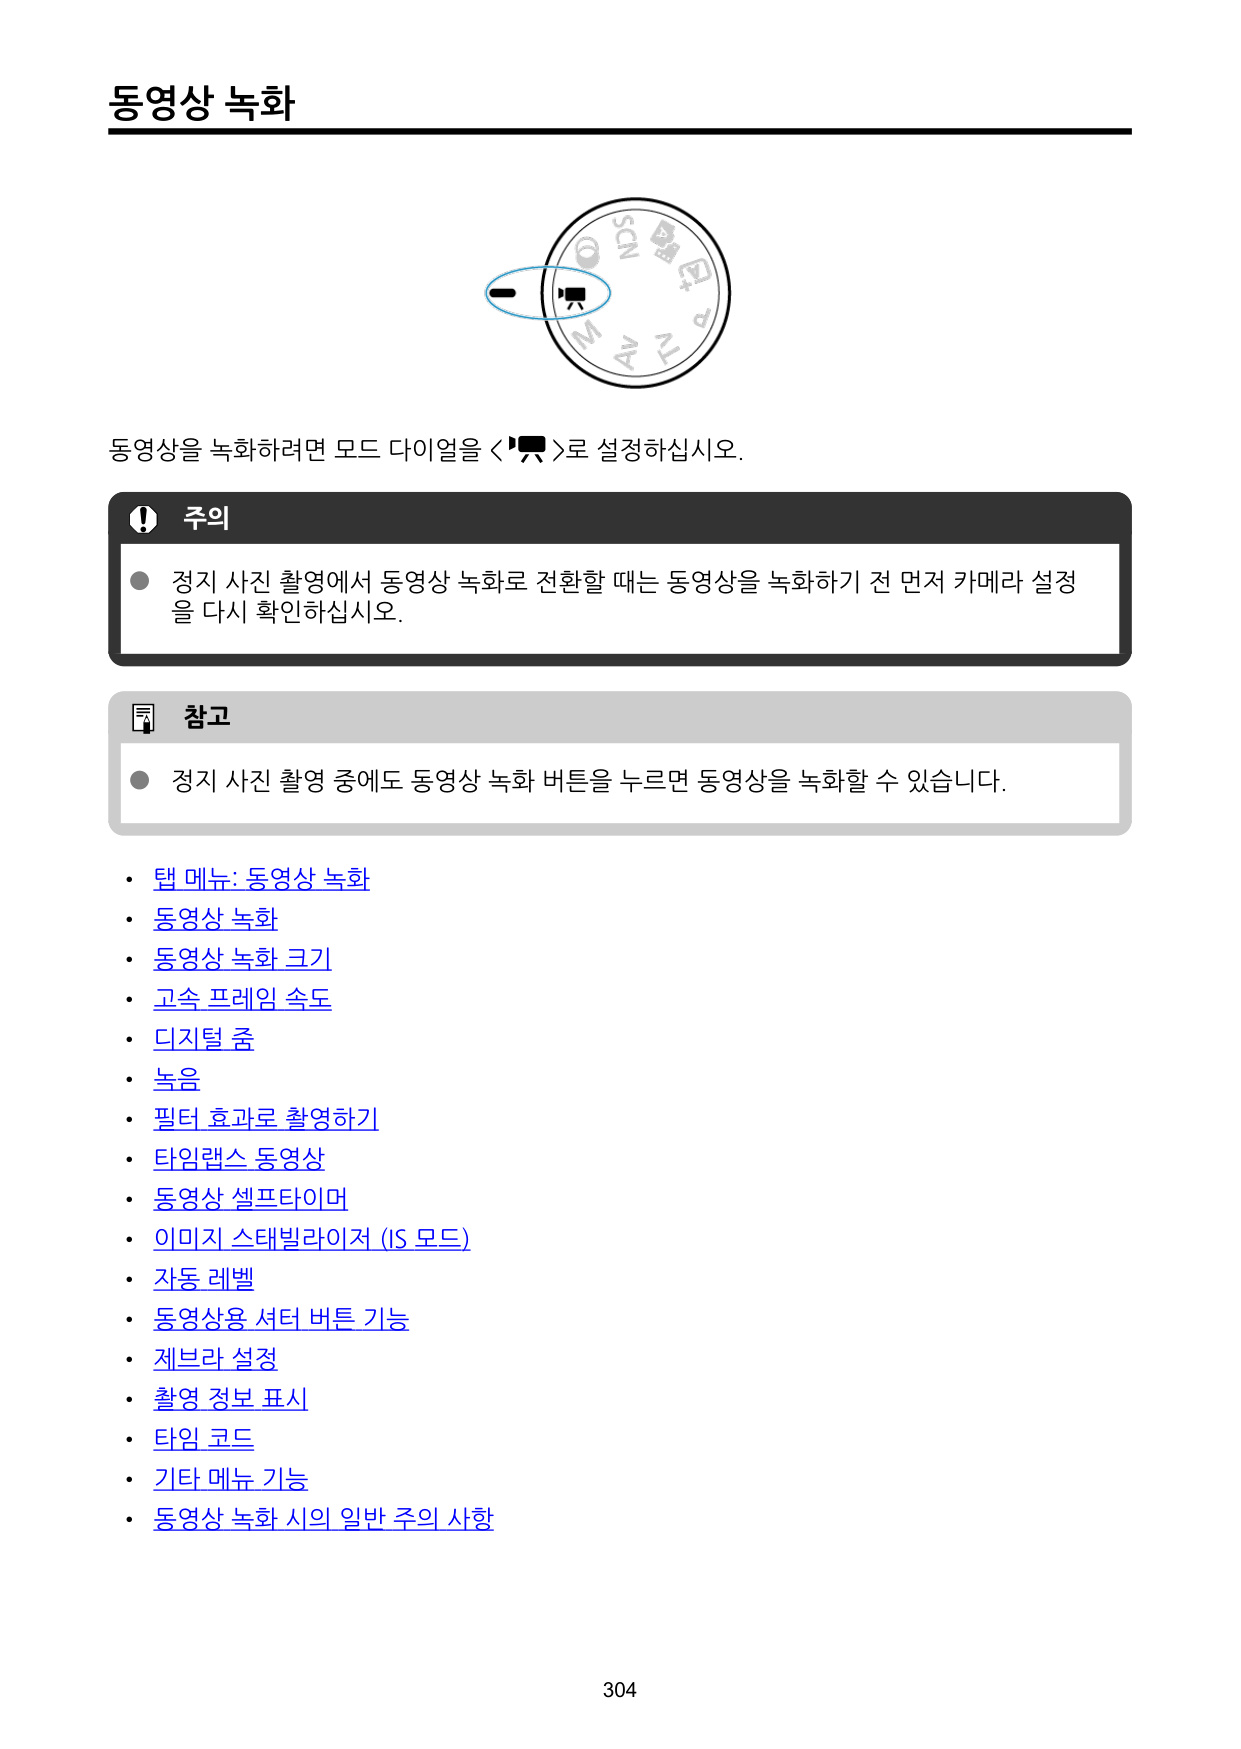 동영상 녹화
SCN
A
A+
P
Tv
Av
M
동영상을 녹화하려면 모드 다이얼을 < >로 설정하십시오.
주의
정지 사진 촬영에서 동영상 녹화로 전환할 때는 동영상을 녹화하기 전 먼저 카메라 설정
을 다시 확인하십시오.
참고
정지 사진 촬영 중에도 동영상 녹화 버튼을 누르면 동영상을 녹화할 수 있습니다.
• 탭 메뉴: 동영상 녹화
• 동영상 녹화
• 동영상 녹화 크기
• 고속 프레임 속도
• 디지털 줌
• 녹음
• 필터 효과로 촬영하기
• 타임랩스 동영상
• 동영상 셀프타이머
• 이미지 스태빌라이저 (IS 모드)
• 자동 레벨
• 동영상용 셔터 버튼 기능
• 제브라 설정
• 촬영 정보 표시
• 타임 코드
• 기타 메뉴 기능
• 동영상 녹화 시의 일반 주의 사항
304